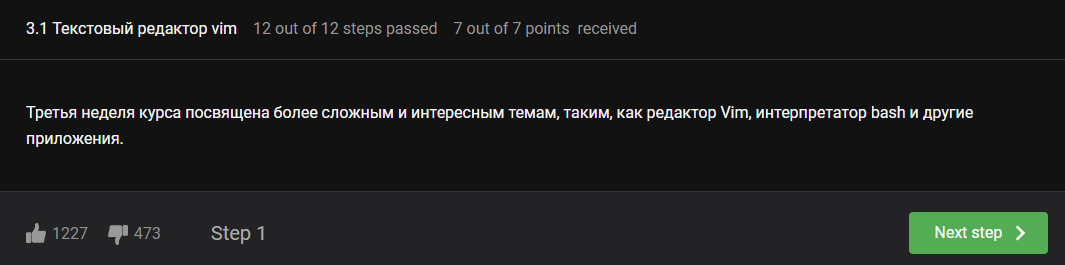 3.1 Текстовый редактор vim 12 out of 12 steps passed 7 out of 7 points received
Третья неделя курса посвящена более сложным и интересным темам, таким, как редактор Vim, интерпретатор bash и другие
приложения.
1227 473 Step 1 Next step